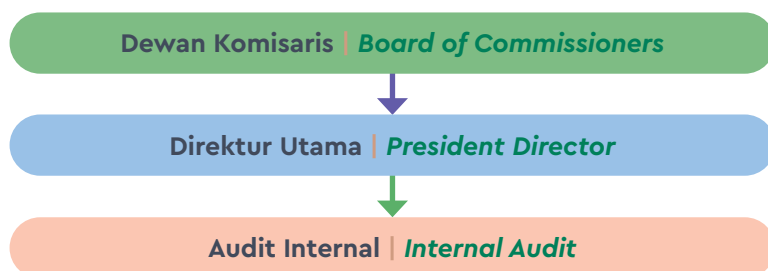 Dewan Komisaris | Board of Commissioners
Direktur Utama | President Director
Audit Internal | Internal Audit